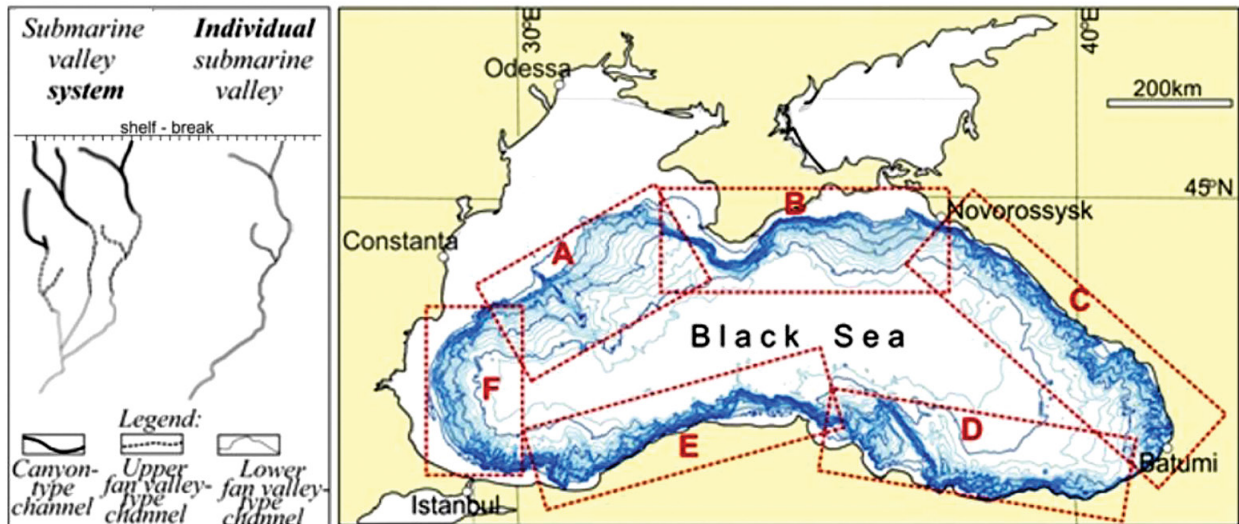 Submarine
valley
system
Individual
submarine
valley
shelf - break
Legend:
Canyon-
type
channel
Upper
fan valley-
type
channel
Lower
fan valley-
type
channel
30°E
40°E
Odessa
200km
45°N
Novorossysk
Constanta
A
B
C
Black Sea
F
E
D
Batumi
Istanbul